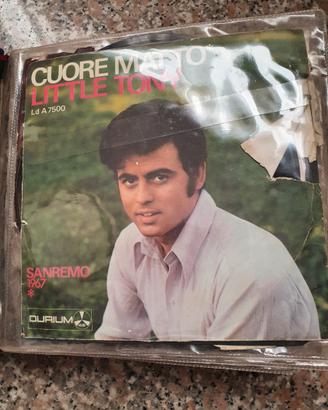 CUORE MATTO
LITTLE TONY
Ld A 7500
SANREMO
1967
*
DURIUM